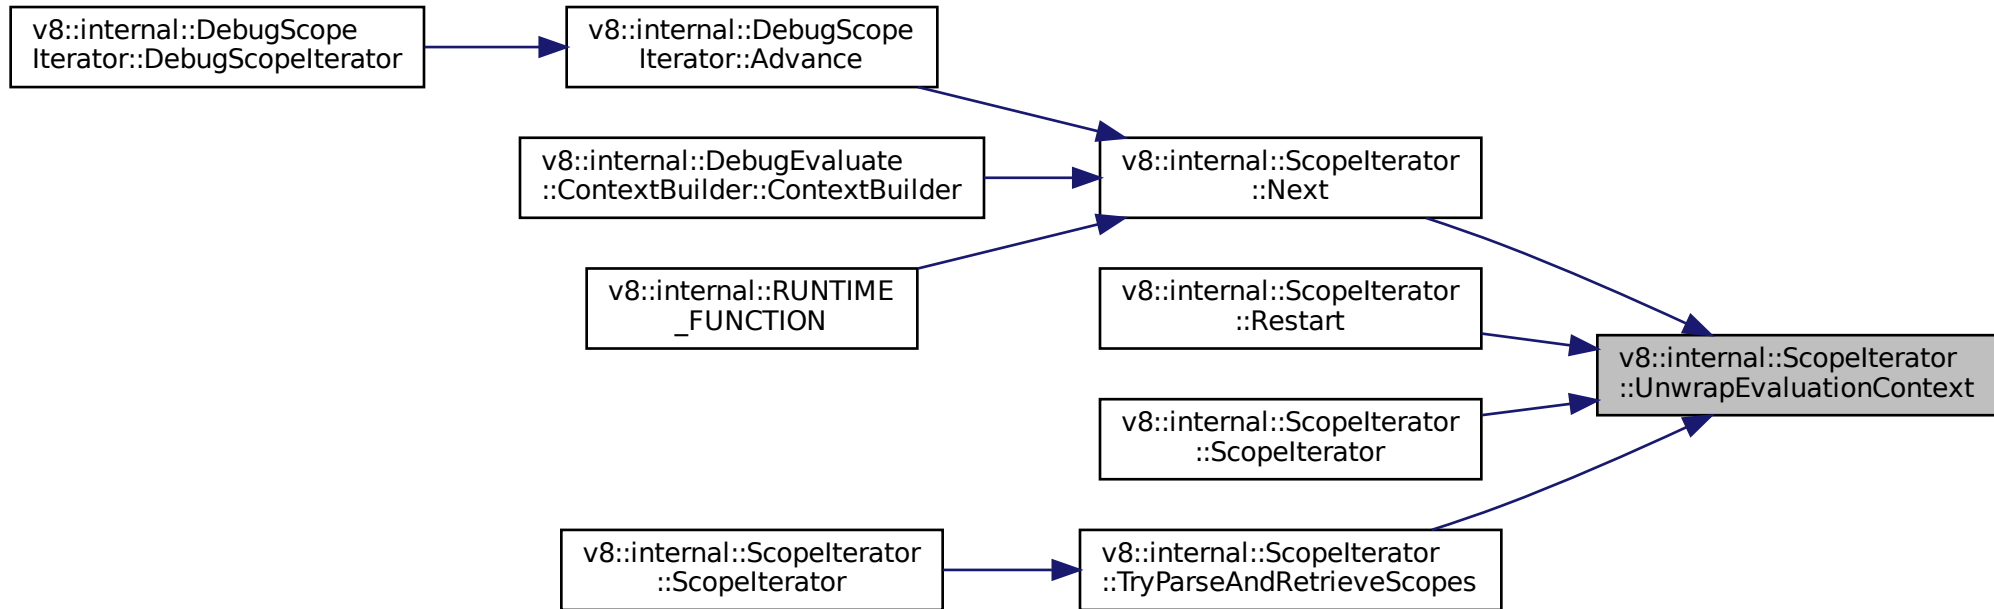 v8::internal::DebugScope
Iterator::DebugScopeIterator
v8::internal::DebugScope
Iterator::Advance
v8::internal::DebugEvaluate
::ContextBuilder::ContextBuilder
v8::internal::RUNTIME
_FUNCTION
v8::internal::ScopeIterator
::Next
v8::internal::ScopeIterator
::Restart
v8::internal::ScopeIterator
::ScopeIterator
v8::internal::ScopeIterator
::UnwrapEvaluationContext
v8::internal::ScopeIterator
::ScopeIterator
v8::internal::ScopeIterator
::TryParseAndRetrieveScopes